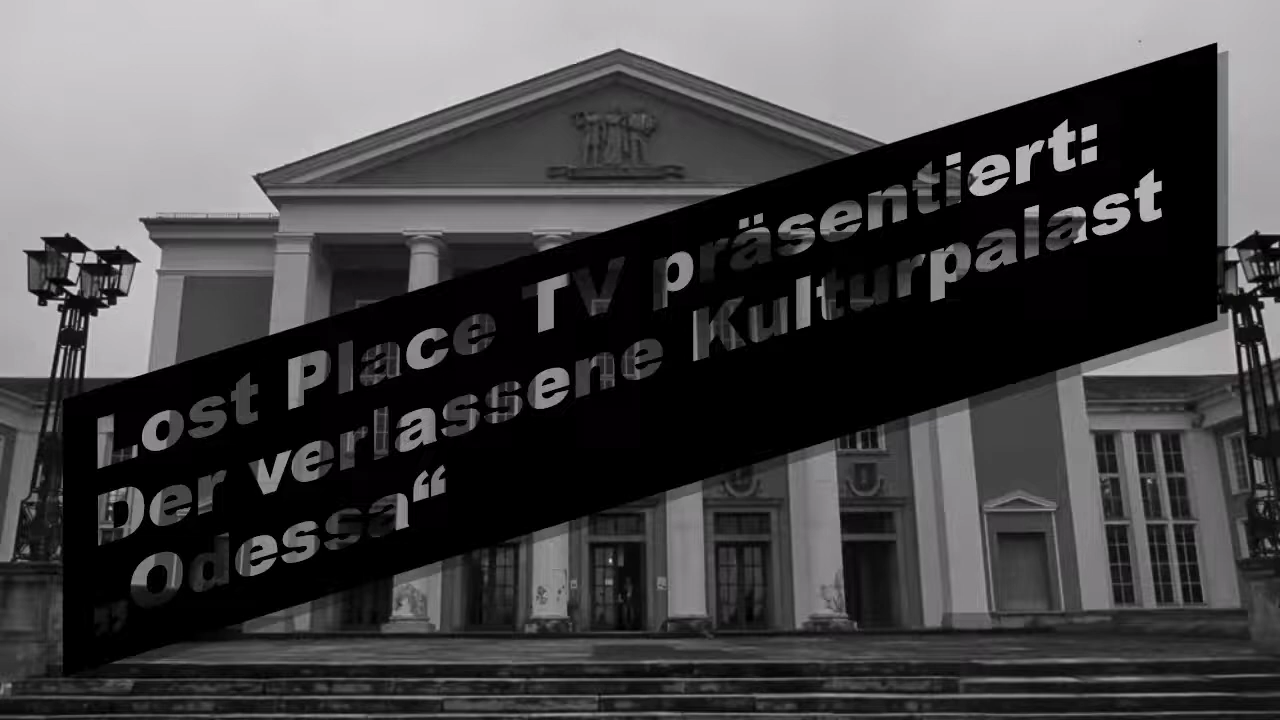 Lost Place TV präsentiert:
Der verlassene Kulturpalast
„Odessa“